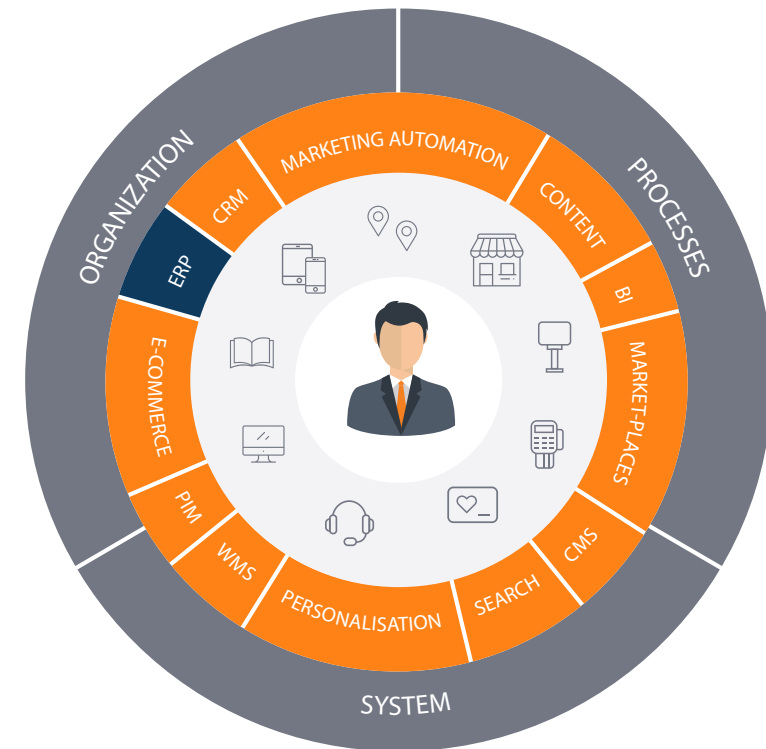 ORGANIZATION
PROCESSES
SYSTEM
MARKETING AUTOMATION
CONTENT
BI
MARKET-PLACES
CMS
SEARCH
PERSONALISATION
WMS
PIM
E-COMMERCE
ERP
CRM